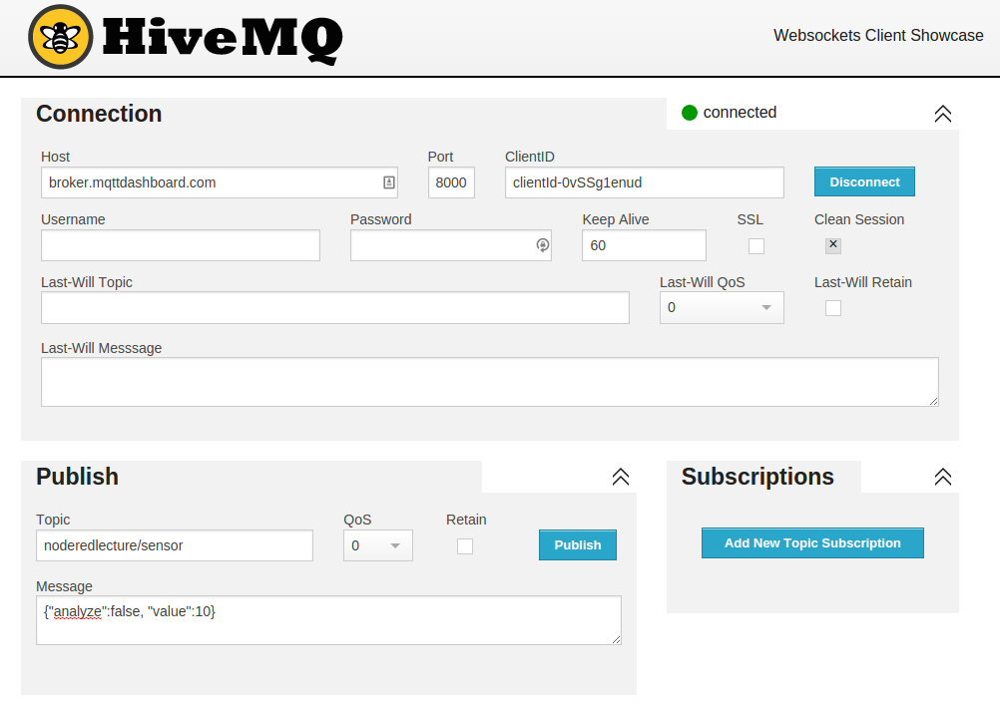 HiveMQ
Websockets Client Showcase
Connection
connected
Host
Port
ClientID
broker.mqttdashboard.com
8000
clientId-0vSSg1enud
Disconnect
Username
Password
Keep Alive
SSL
Clean Session
60
Last-Will Topic
Last-Will QoS
Last-Will Retain
0
Last-Will Messsage
Publish
Topic
QoS
Retain
noderedlecture/sensor
0
Publish
Message
{"analyze":false, "value":10}
Subscriptions
Add New Topic Subscription